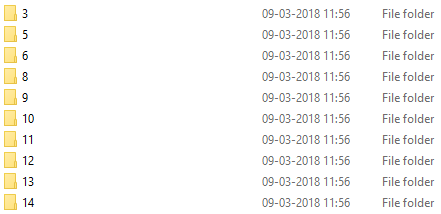 3 09-03-2018 11:56 File folder
5 09-03-2018 11:56 File folder
6 09-03-2018 11:56 File folder
8 09-03-2018 11:56 File folder
9 09-03-2018 11:56 File folder
10 09-03-2018 11:56 File folder
11 09-03-2018 11:56 File folder
12 09-03-2018 11:56 File folder
13 09-03-2018 11:56 File folder
14 09-03-2018 11:56 File folder